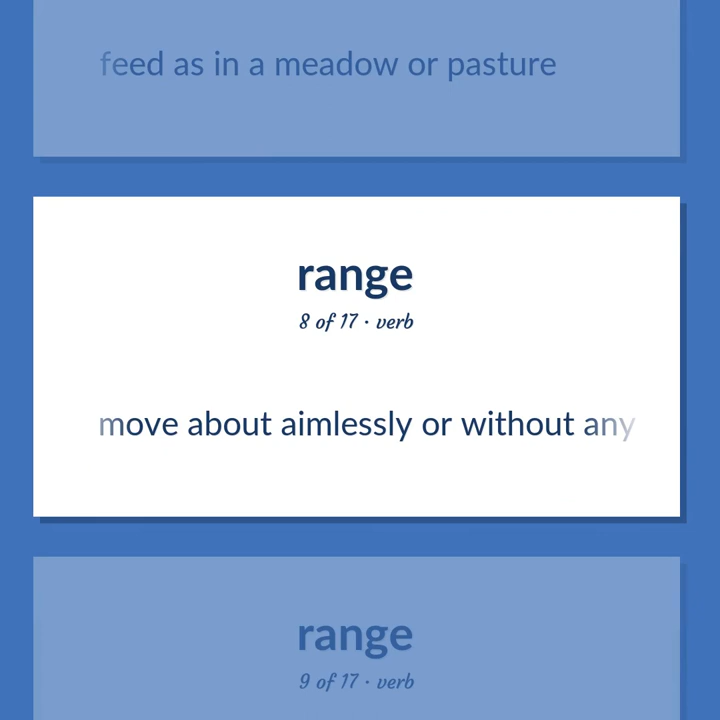 feed as in a meadow or pasture
range
8 of 17 · verb
move about aimlessly or without any
range
9 of 17 · verb